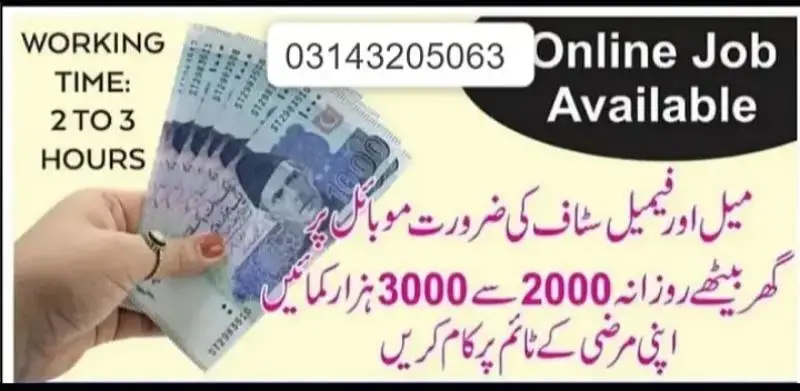 WORKING
TIME:
2 TO 3
HOURS
03143205063
Online Job
Available
میل اور فیمیل سٹاف کی ضرورت موبائل پر
گھر بیٹھے روزانہ 2000 سے 3000 ہزار کمائیں
اپنی مرضی کے ٹائم پر کام کریں
1000